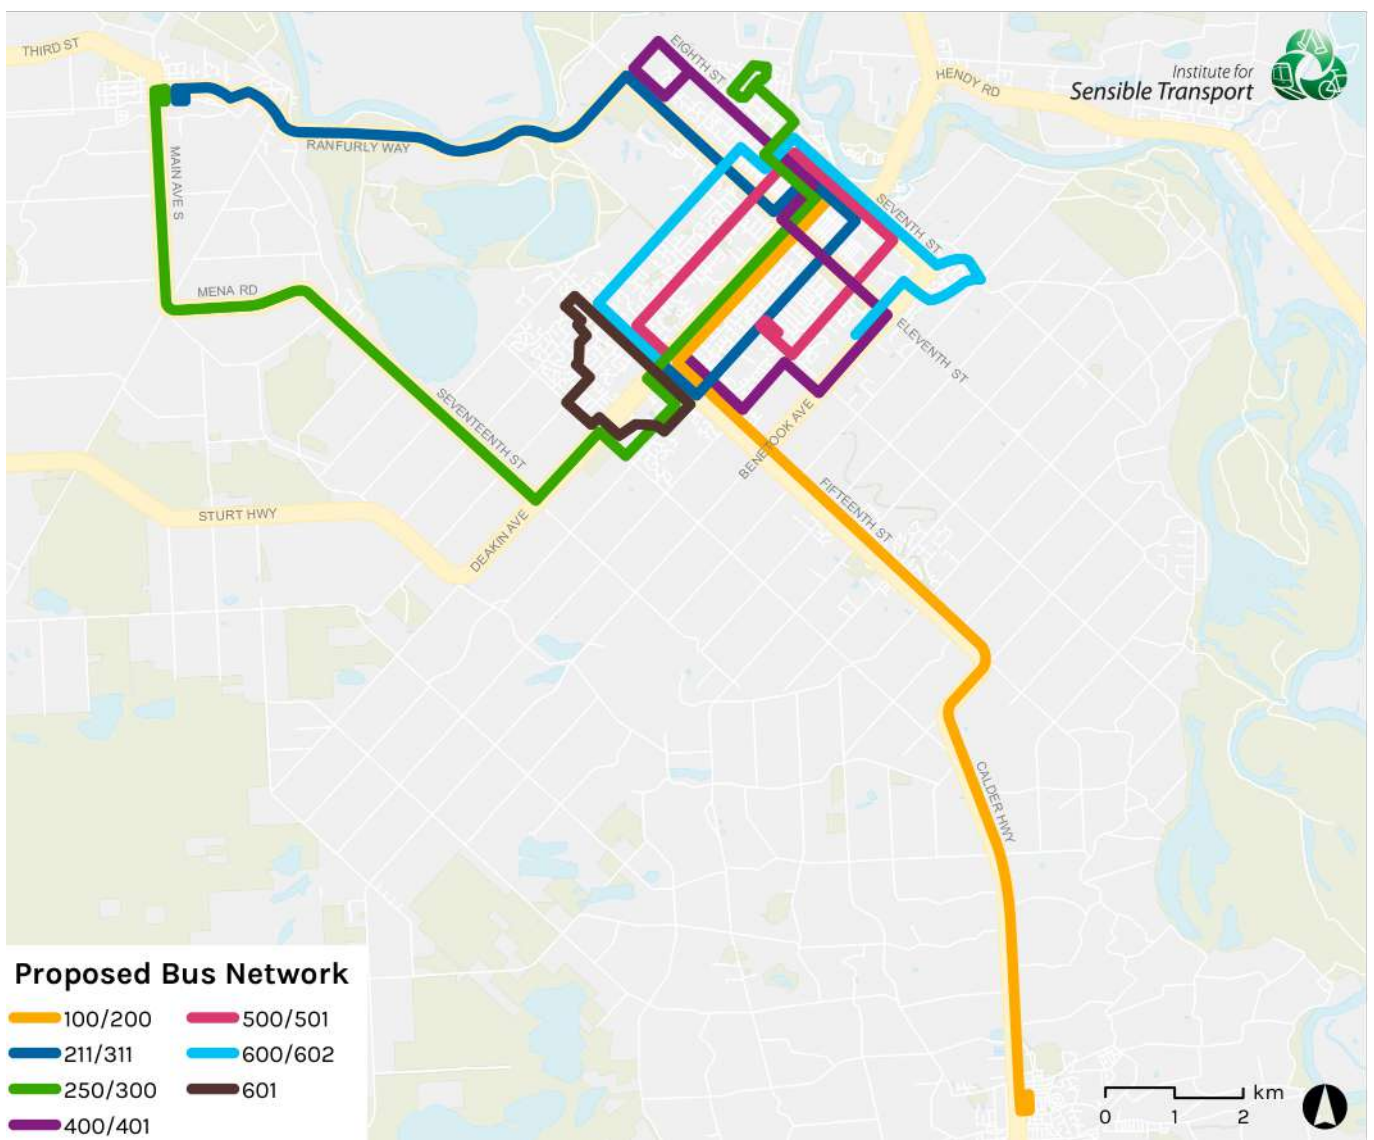 THIRD ST
EIGHTH ST
HENDY RD
Institute for
Sensible Transport
RANFURLY WAY
MAIN AVE S
SEVENTH ST
MENA RD
ELEVENTH ST
SEVENTEENTH ST
BENETOOK AVE
FIFTEENTH ST
STURT HWY
DEAKIN AVE
CALDER HWY
Proposed Bus Network
100/200
500/501
211/311
600/602
250/300
601
400/401
km
0 1 2